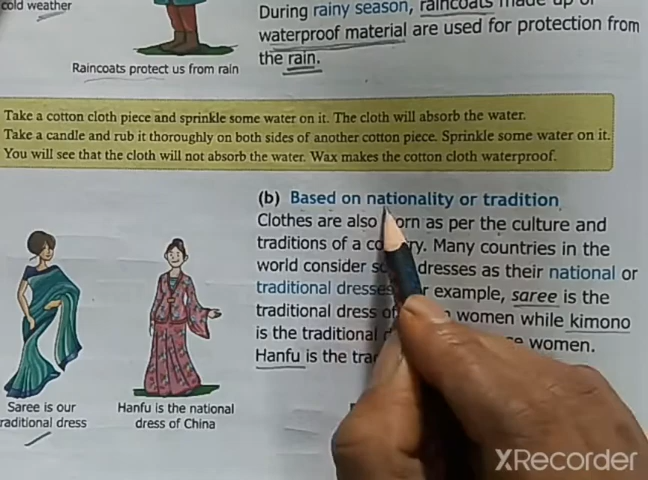 cold weather
During rainy season, raincoats made up of
waterproof material are used for protection from
the rain.
Raincoats protect us from rain
Take a cotton cloth piece and sprinkle some water on it. The cloth will absorb the water.
Take a candle and rub it thoroughly on both sides of another cotton piece. Sprinkle some water on it.
You will see that the cloth will not absorb the water. Wax makes the cotton cloth waterproof.
(b) Based on nationality or tradition
Clothes are also orn as per the culture and
traditions of a co ry. Many countries in the
world consider so dresses as their national or
traditional dresses r example, saree is the
traditional dress of women while kimono
is the traditional women.
Hanfu is the tra
Saree is our
raditional dress
Hanfu is the national
dress of China
XRecorder